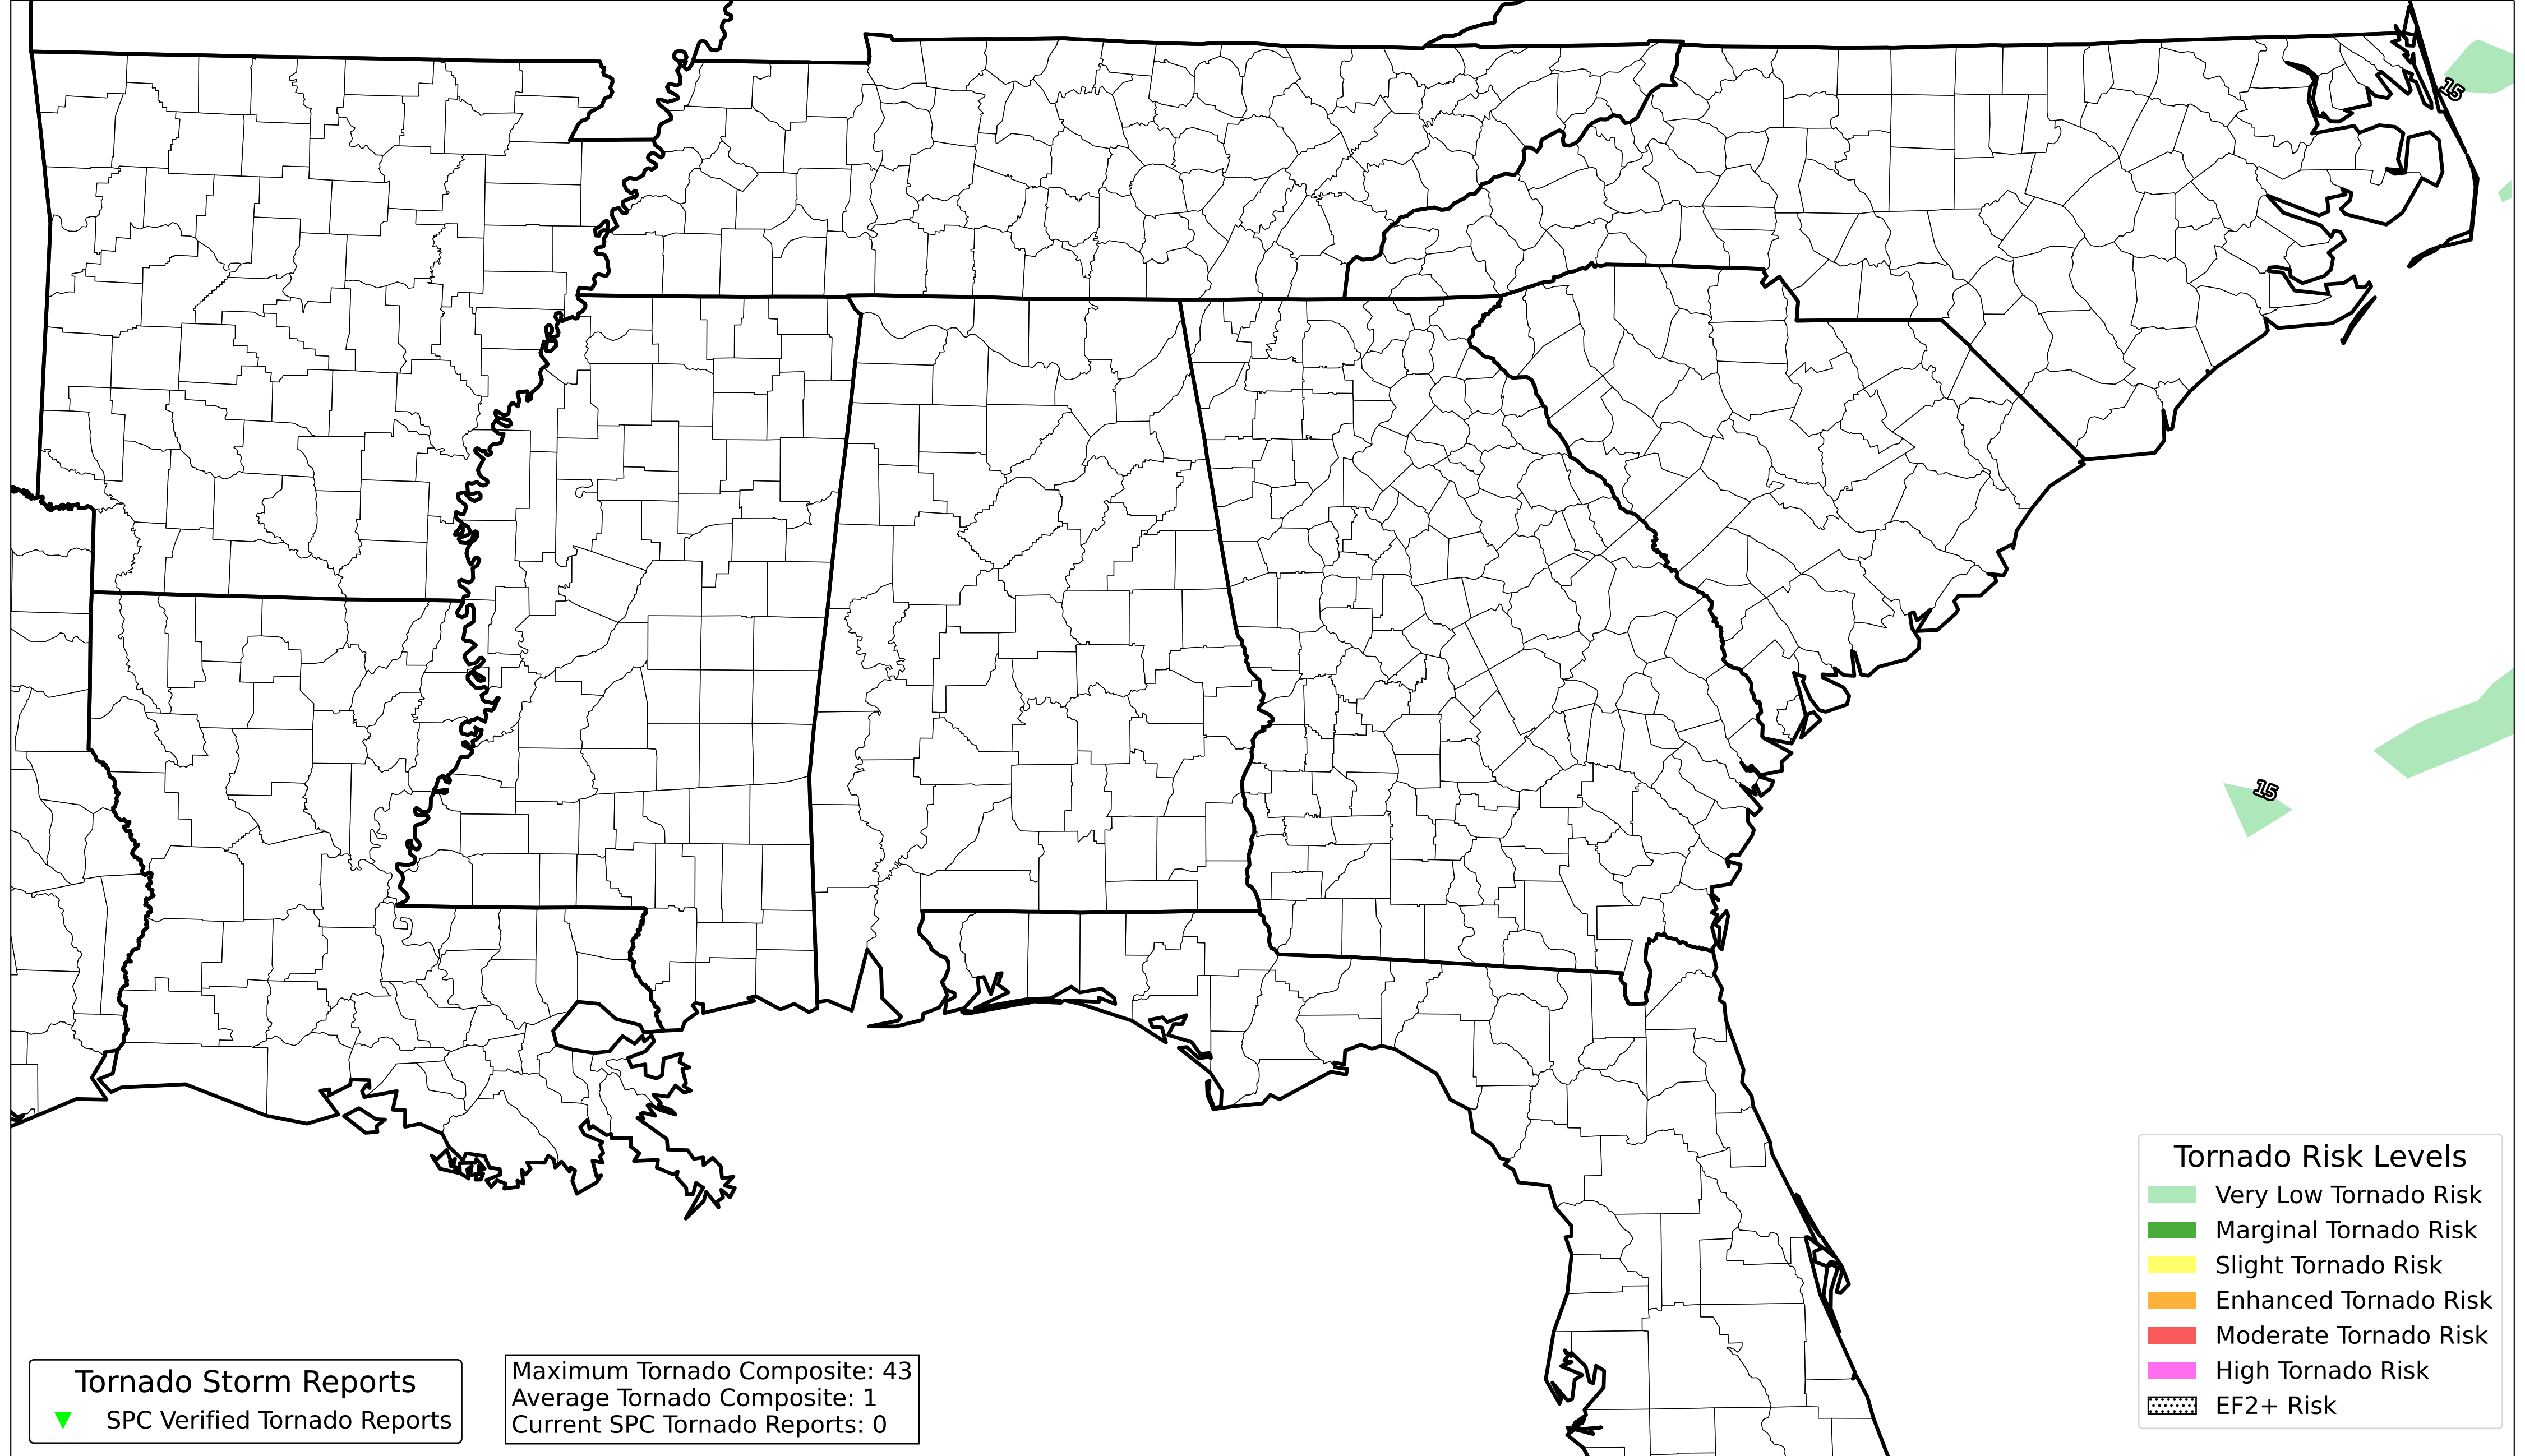 15
15
Tornado Risk Levels
Very Low Tornado Risk
Marginal Tornado Risk
Slight Tornado Risk
Enhanced Tornado Risk
Moderate Tornado Risk
High Tornado Risk
EF2+ Risk
Tornado Storm Reports
SPC Verified Tornado Reports
Maximum Tornado Composite: 43
Average Tornado Composite: 1
Current SPC Tornado Reports: 0